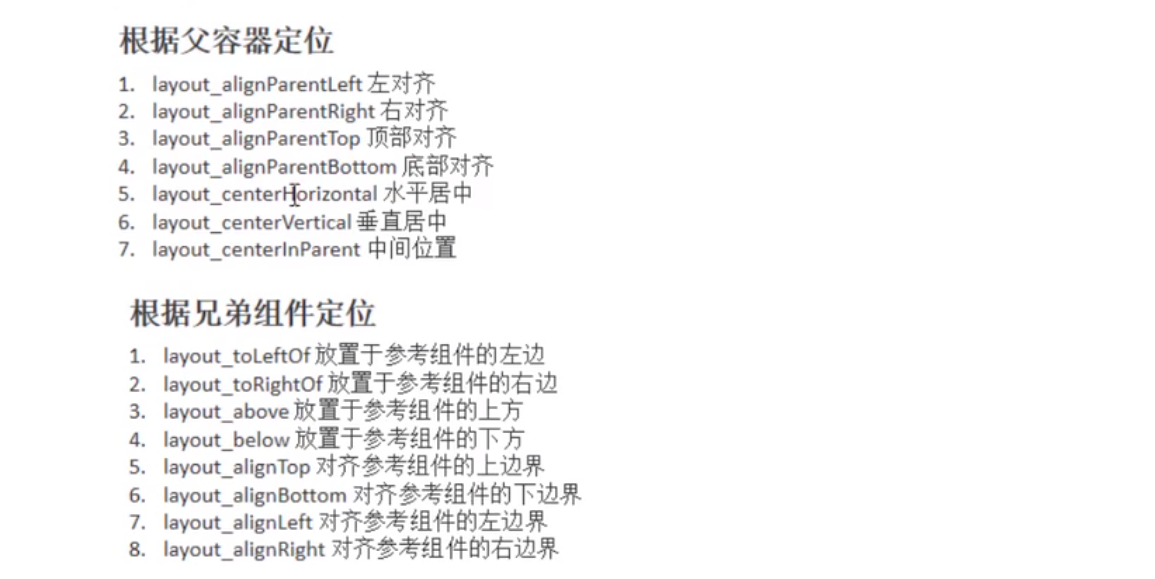 根据父容器定位
1. layout_alignParentLeft 左对齐
2. layout_alignParentRight 右对齐
3. layout_alignParentTop 顶部对齐
4. layout_alignParentBottom 底部对齐
5. layout_centerHorizontal 水平居中
6. layout_centerVertical 垂直居中
7. layout_centerInParent 中间位置
根据兄弟组件定位
1. layout_toLeftOf 放置于参考组件的左边
2. layout_toRightOf 放置于参考组件的右边
3. layout_above 放置于参考组件的上方
4. layout_below 放置于参考组件的下方
5. layout_alignTop 对齐参考组件的上边界
6. layout_alignBottom 对齐参考组件的下边界
7. layout_alignLeft 对齐参考组件的左边界
8. layout_alignRight 对齐参考组件的右边界